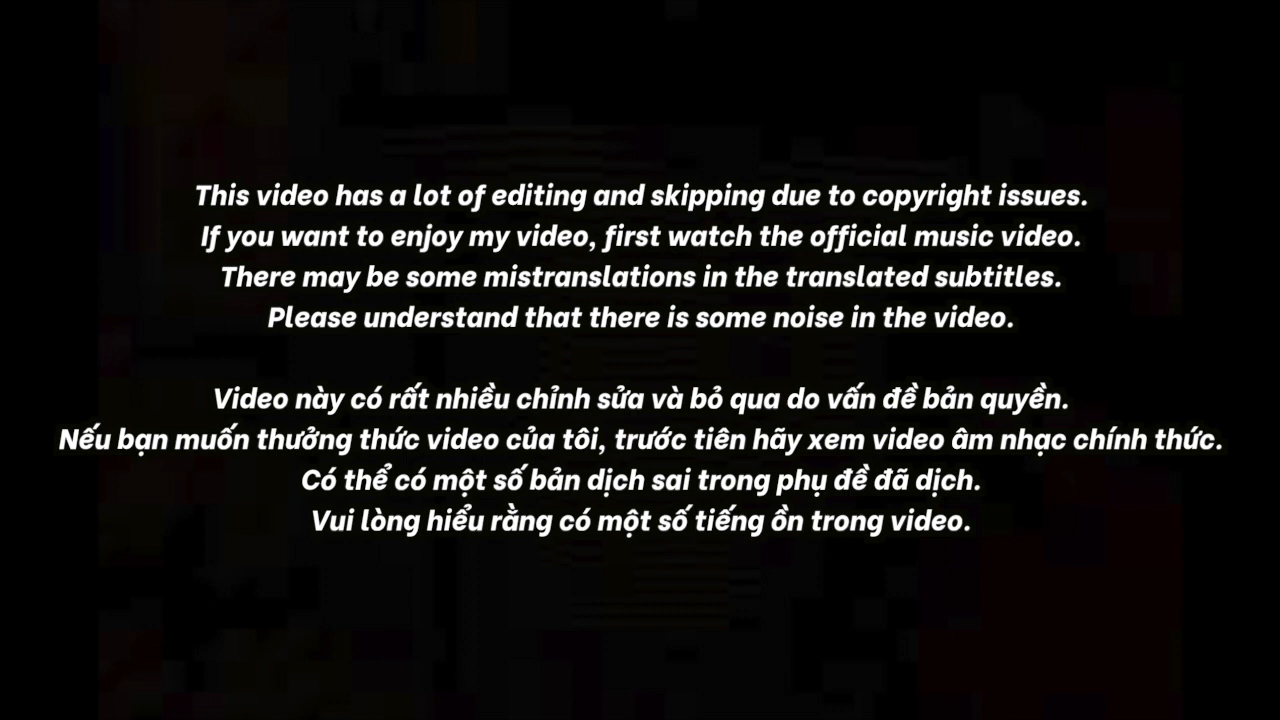 This video has a lot of editing and skipping due to copyright issues.
If you want to enjoy my video, first watch the official music video.
There may be some mistranslations in the translated subtitles.
Please understand that there is some noise in the video.
Video này có rất nhiều chỉnh sửa và bỏ qua do vấn đề bản quyền.
Nếu bạn muốn thưởng thức video của tôi, trước tiên hãy xem video âm nhạc chính thức.
Có thể có một số bản dịch sai trong phụ đề đã dịch.
Vui lòng hiểu rằng có một số tiếng ồn trong video.